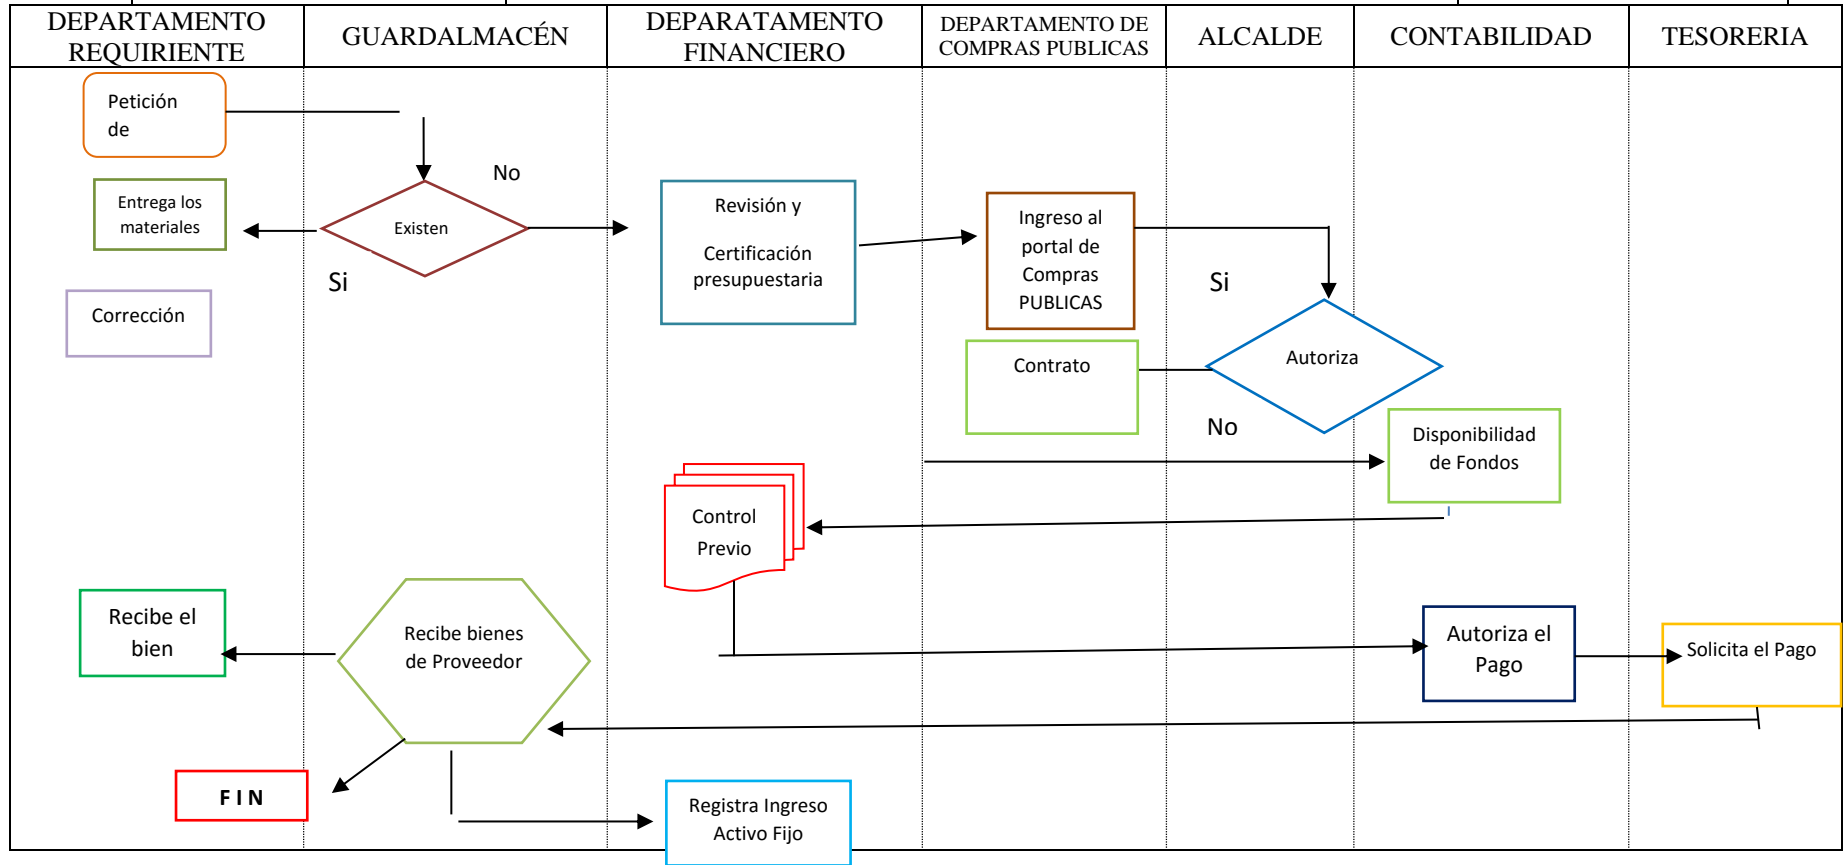 DEPARTAMENTO
REQUIRIENTE
GUARDALMACÉN
DEPARATAMENTO
FINANCIERO
DEPARTAMENTO DE
COMPRAS PUBLICAS
ALCALDE
CONTABILIDAD
TESORERIA
Petición
de
No
Entrega los
materiales
Existen
Si
Revisión y
Certificación
presupuestaria
Ingreso al
portal de
Compras
PUBLICAS
Si
Corrección
Contrato
Autoriza
No
Disponibilidad
de Fondos
Control
Previo
Recibe el
bien
Recibe bienes
de Proveedor
Autoriza el
Pago
Solicita el Pago
F I N
Registra Ingreso
Activo Fijo